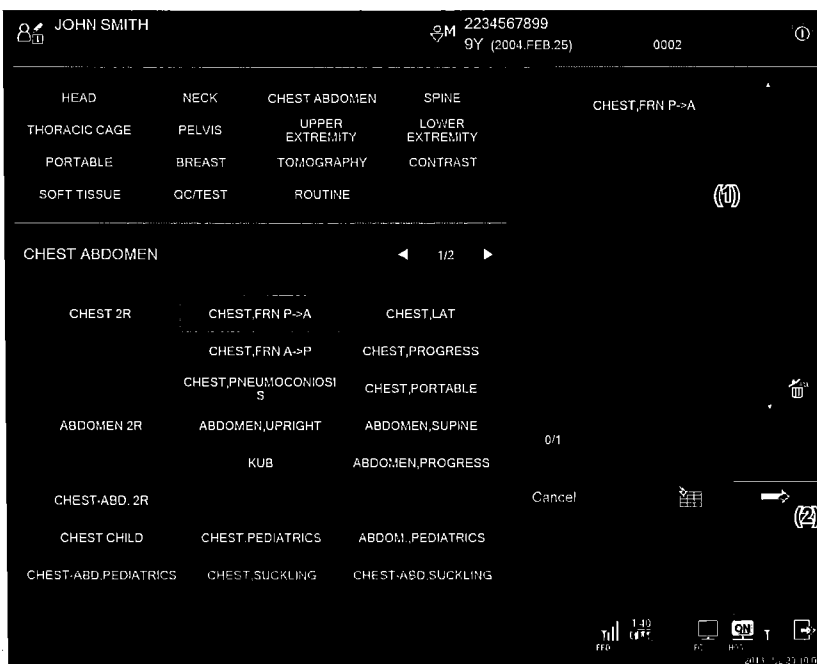 JOHN SMITH
M 2234567899
9Y (2004.FEB.25) 0002
HEAD NECK CHEST ABDOMEN SPINE
THORACIC CAGE PELVIS UPPER EXTREMITY LOWER EXTREMITY
PORTABLE BREAST TOMOGRAPHY CONTRAST
SOFT TISSUE QC/TEST ROUTINE
CHEST,FRN P->A
(1)
CHEST ABDOMEN 1/2
CHEST 2R CHEST,FRN P->A CHEST,LAT
CHEST,FRN A->P CHEST,PROGRESS
CHEST,PNEUMOCONIOSIS CHEST,PORTABLE
ABDOMEN 2R ABDOMEN,UPRIGHT ABDOMEN,SUPINE
0/1
KUB ABDOMEN,PROGRESS
CHEST-ABD. 2R
Cancel
(2)
CHEST CHILD CHEST,PEDIATRICS ABDOM.,PEDIATRICS
CHEST-ABD,PEDIATRICS CHEST,SUCKLING CHEST-ABD,SUCKLING
ON